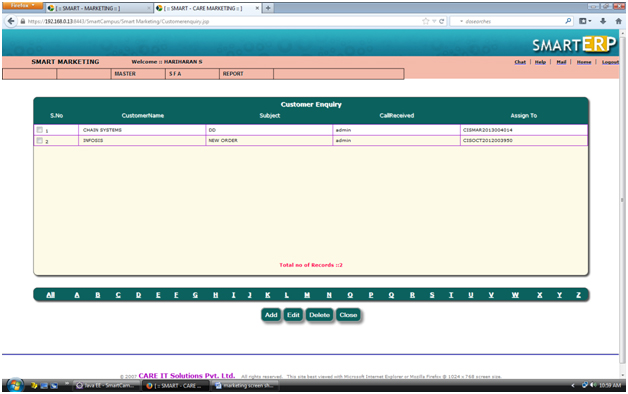 Firefox
[ :: SMART - MARKETING :: ]
[ :: SMART - CARE MARKETING :: ]
https://192.168.0.13:8443/SmartCampus/Smart Marketing/Customerenquiry.jsp
dssearches
SMART ERP
SMART MARKETING Welcome :: HARIHARAN S Chat | Help | Mail | Home | Logout
MASTER S F A REPORT
Customer Enquiry
S.No CustomerName Subject CallReceived Assign To
1 CHAIN SYSTEMS DD admin CISMAR2013004014
2 INFOSIS NEW ORDER admin CISOCT2012003950
Total no of Records ::2
All A B C D E F G H I J K L M N O P Q R S T U V W X Y Z
Add Edit Delete Close
© 2007 CARE IT Solutions Pvt. Ltd. All rights reserved. This site best viewed with Microsoft Internet Explorer or Mozilla Firefox @ 1024 x 768 screen size.
Java EE - SmartCam... [ :: SMART - CARE ... marketing screen sh... 10:59 AM